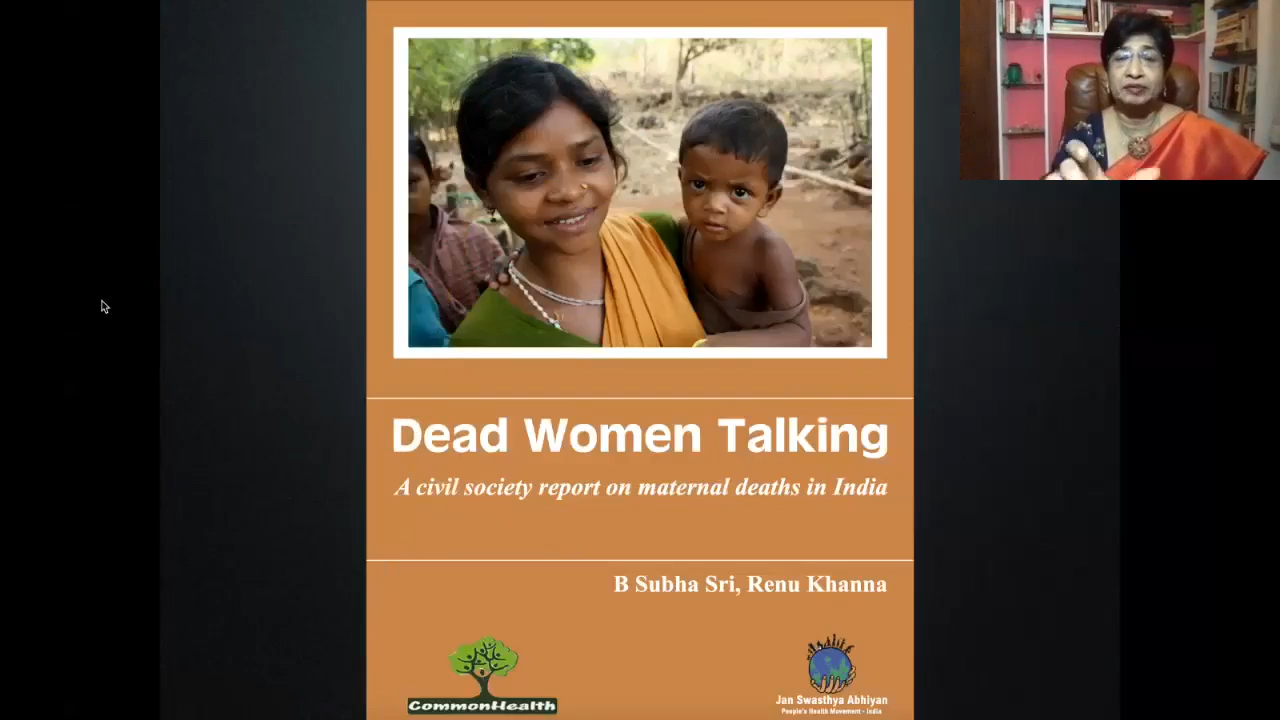 Dead Women Talking
A civil society report on maternal deaths in India
B Subha Sri, Renu Khanna
CommonHealth
Jan Swasthya Abhiyan
People's Health Movement - India